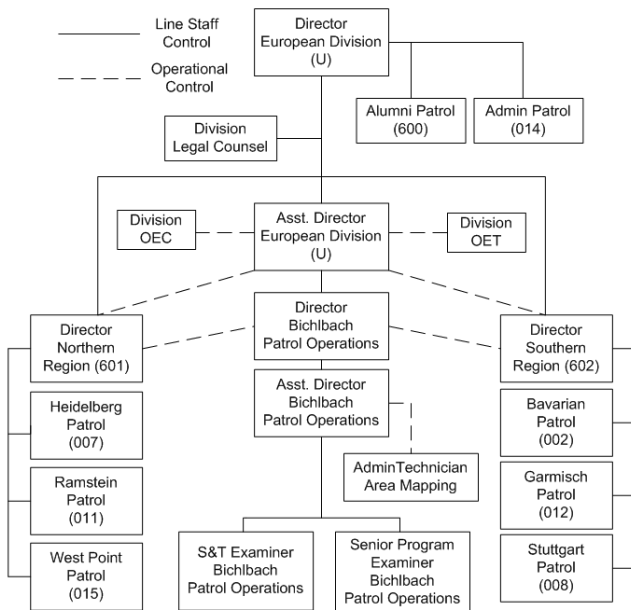 Line Staff
Control
Operational
Control
Director
European Division
(U)
Alumni Patrol
(600)
Admin Patrol
(014)
Division
Legal Counsel
Division
OEC
Asst. Director
European Division
(U)
Division
OET
Director
Northern
Region (601)
Director
Bichlbach
Patrol Operations
Director
Southern
Region (602)
Heidelberg
Patrol
(007)
Asst. Director
Bichlbach
Patrol Operations
Bavarian
Patrol
(002)
AdminTechnician
Area Mapping
Ramstein
Patrol
(011)
Garmisch
Patrol
(012)
West Point
Patrol
(015)
S&T Examiner
Bichlbach
Patrol Operations
Senior Program
Examiner
Bichlbach
Patrol Operations
Stuttgart
Patrol
(008)